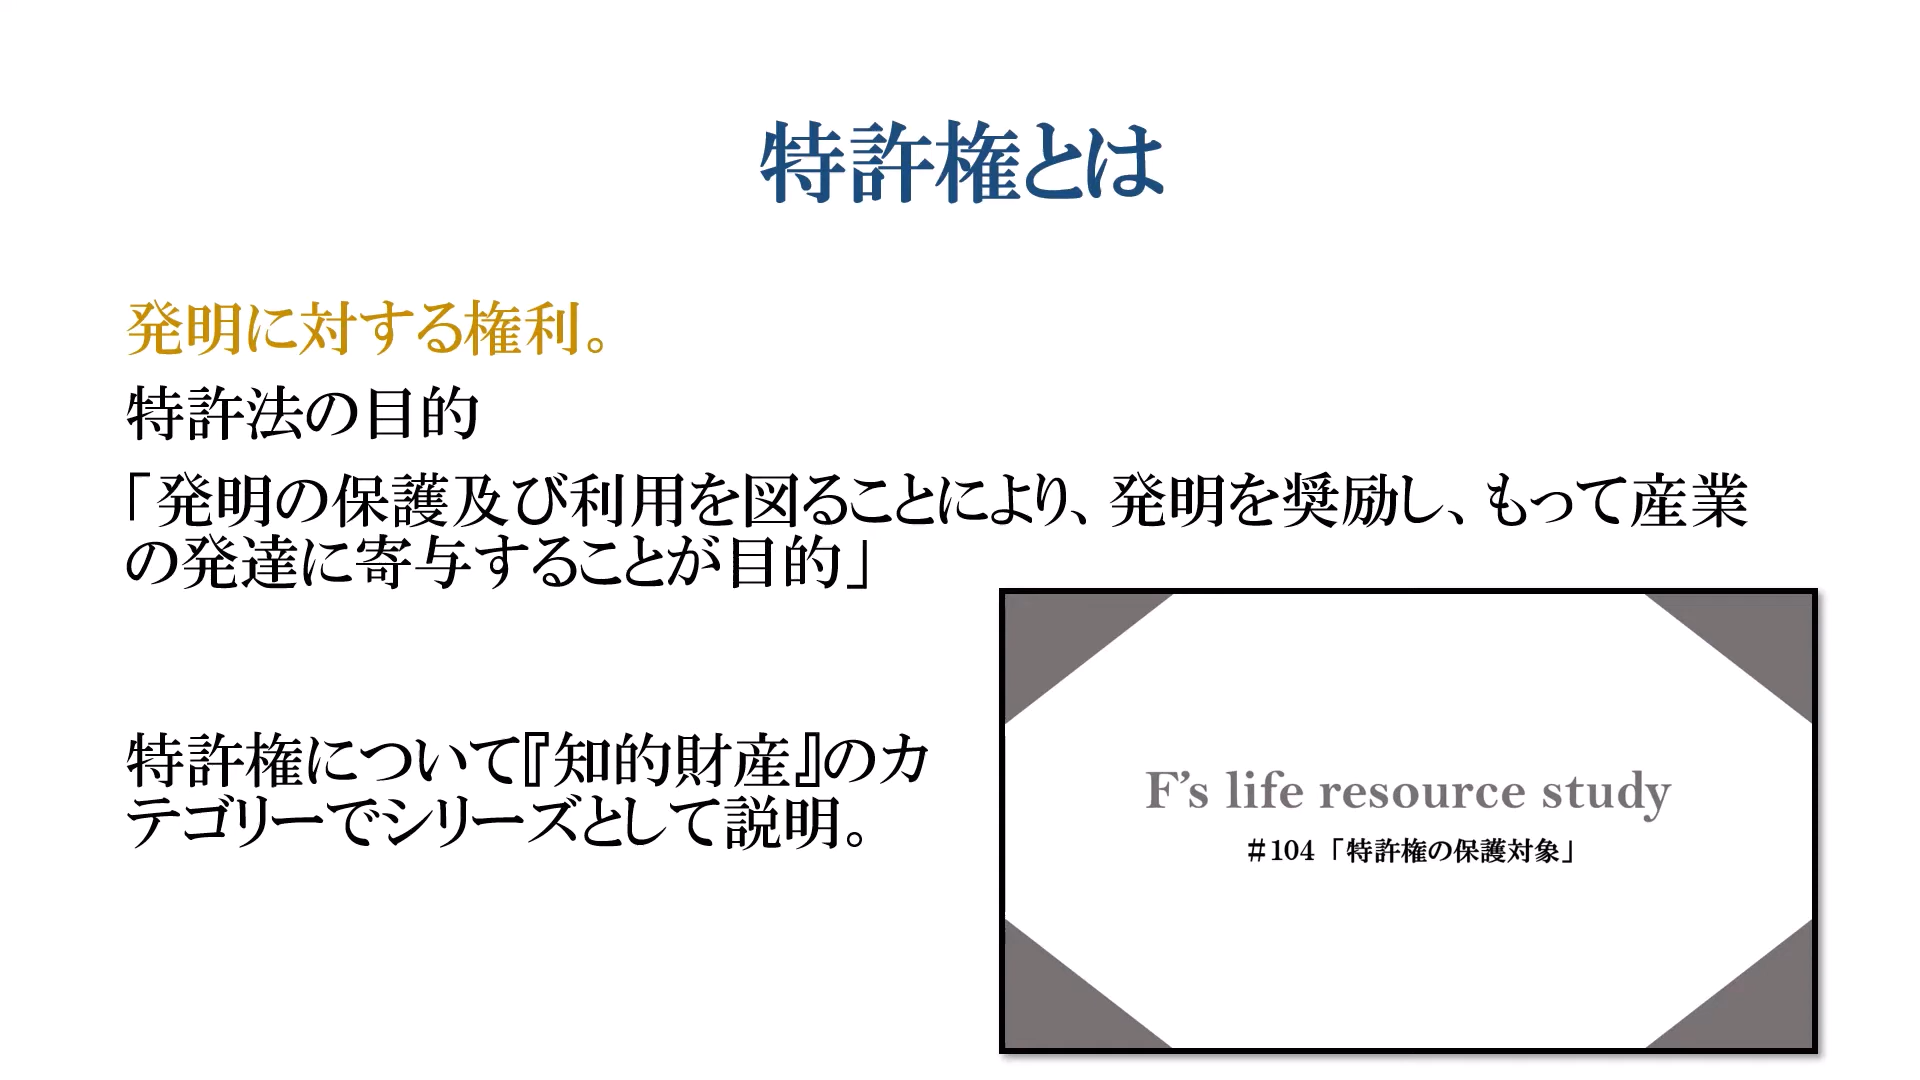 特許権とは
発明に対する権利。
特許法の目的
「発明の保護及び利用を図ることにより、発明を奨励し、もって産業
の発達に寄与することが目的」
特許権について『知的財産』のカ
テゴリーでシリーズとして説明。
F’s life resource study
＃104「特許権の保護対象」